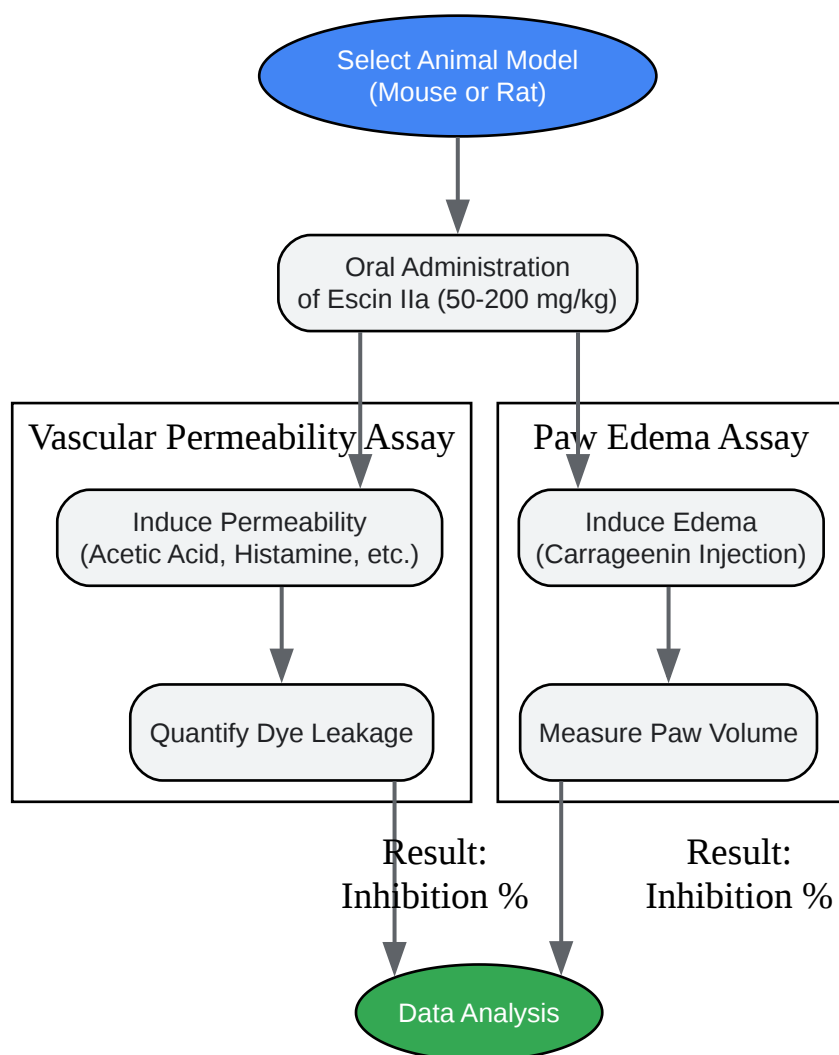 Select Animal Model
(Mouse or Rat)
Oral Administration
of Escin IIa (50-200 mg/kg)
Vascular Permeability Assay
Induce Permeability
(Acetic Acid, Histamine, etc.)
Quantify Dye Leakage
Paw Edema Assay
Induce Edema
(Carrageenin Injection)
Measure Paw Volume
Result:
Inhibition %
Result:
Inhibition %
Data Analysis